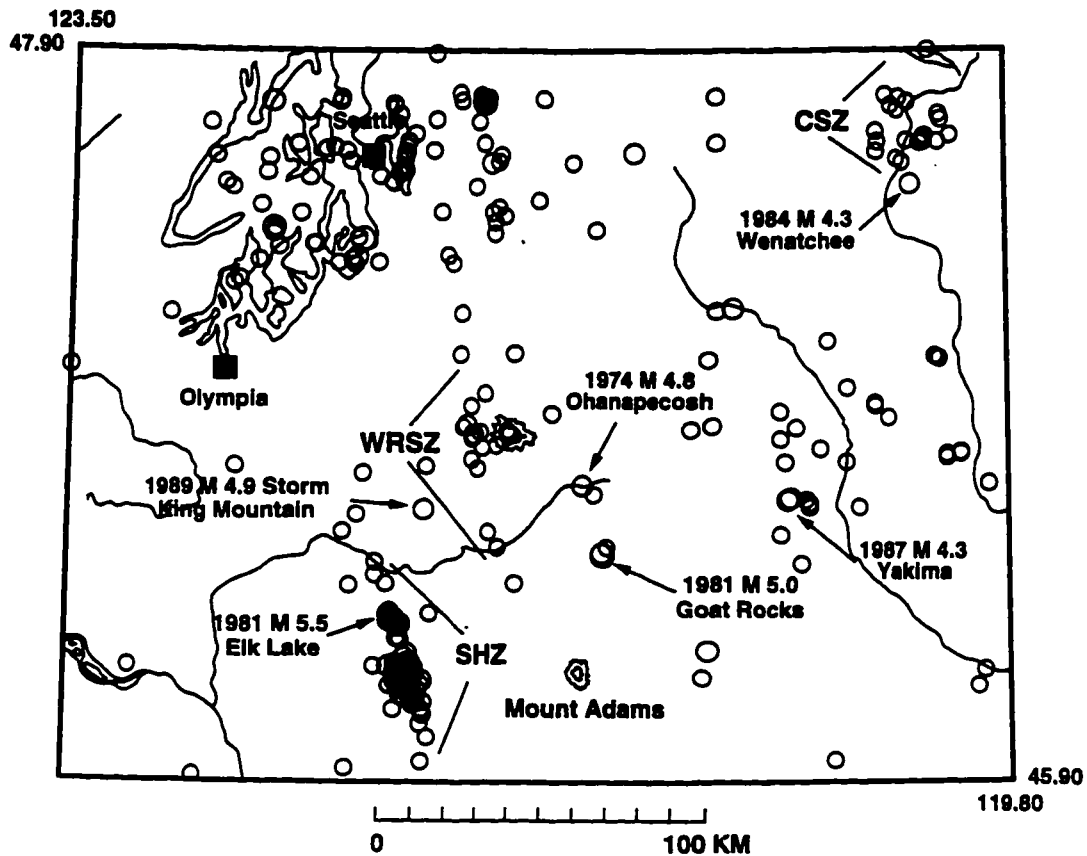 123.50
47.90
Seattle
CSZ
1984 M 4.3
Wenatchee
Olympia
1974 M 4.8
Ohanapecosh
WRSZ
1989 M 4.9 Storm
King Mountain
1987 M 4.3
Yakima
1981 M 5.0
Goat Rocks
1981 M 5.5
Elk Lake
SHZ
Mount Adams
45.90
119.80
0 100 KM